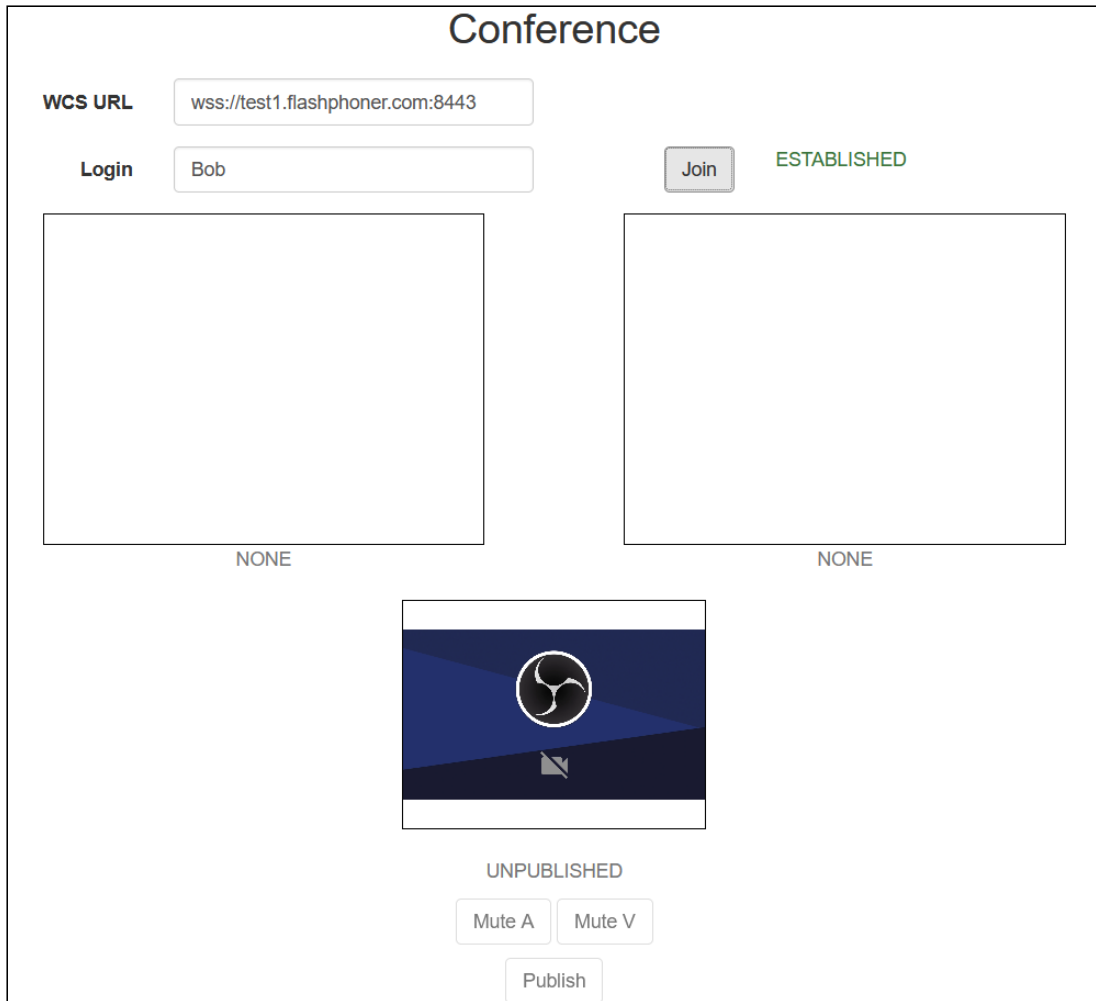 Conference
WCS URL wss://test1.flashphoner.com:8443
Login Bob Join ESTABLISHED
NONE NONE
UNPUBLISHED
Mute A Mute V
Publish